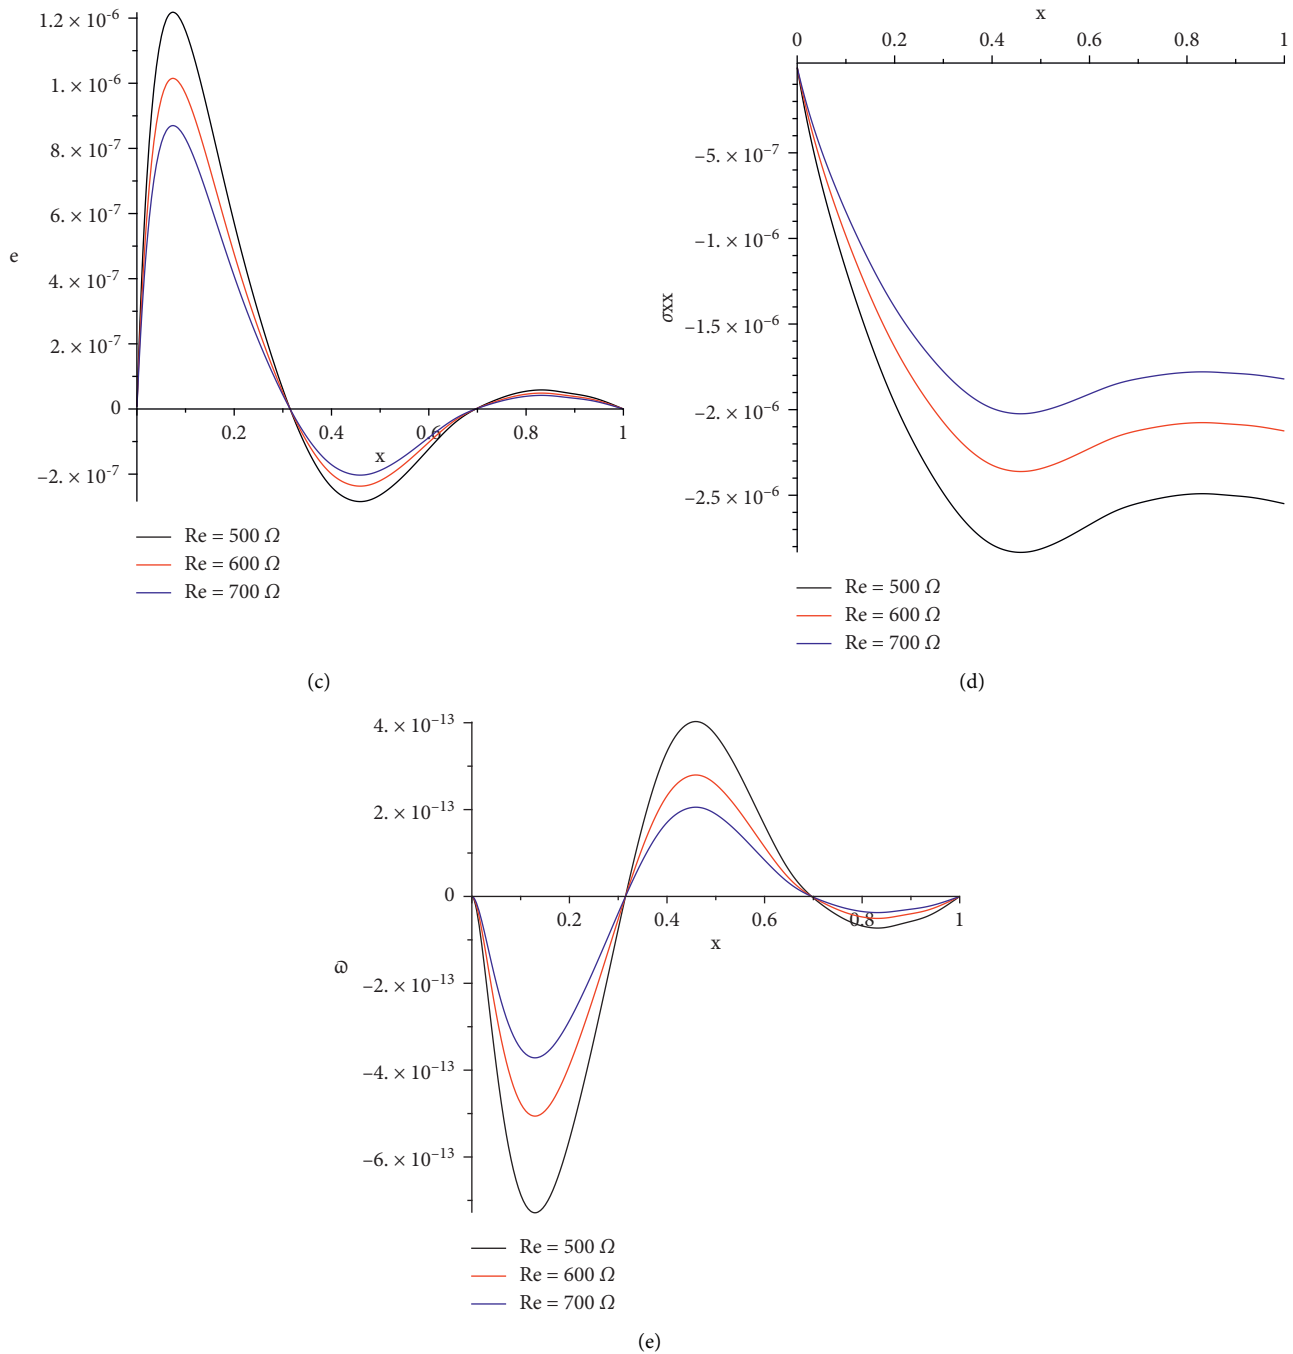 1.2 × 10⁻⁶
1. × 10⁻⁶
8. × 10⁻⁷
6. × 10⁻⁷
e
4. × 10⁻⁷
2. × 10⁻⁷
0
0.2 0.4 0.6 0.8 1
x
–2. × 10⁻⁷
Re = 500 Ω
Re = 600 Ω
Re = 700 Ω
(c)
x
0 0.2 0.4 0.6 0.8 1
–5. × 10⁻⁷
–1. × 10⁻⁶
σxx
–1.5 × 10⁻⁶
–2. × 10⁻⁶
–2.5 × 10⁻⁶
Re = 500 Ω
Re = 600 Ω
Re = 700 Ω
(d)
4. × 10⁻¹³
2. × 10⁻¹³
0
0.2 0.4 0.6 0.8 1
x
ϖ
–2. × 10⁻¹³
–4. × 10⁻¹³
–6. × 10⁻¹³
Re = 500 Ω
Re = 600 Ω
Re = 700 Ω
(e)